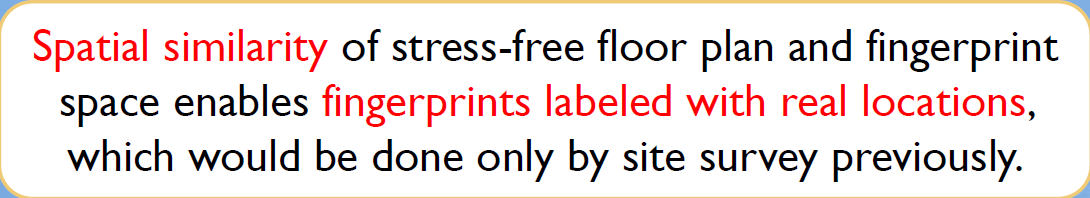 Spatial similarity of stress-free floor plan and fingerprint
space enables fingerprints labeled with real locations,
which would be done only by site survey previously.